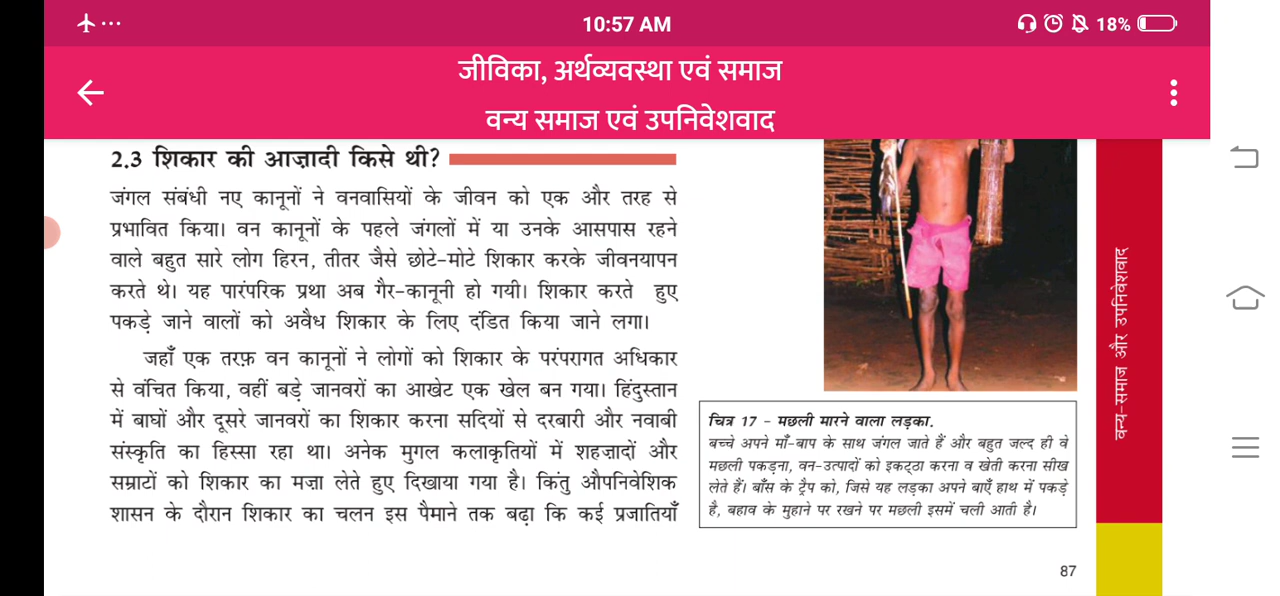 10:57 AM
18%
जीविका, अर्थव्यवस्था एवं समाज
वन्य समाज एवं उपनिवेशवाद
2.3 शिकार की आज़ादी किसे थी?
जंगल संबंधी नए कानूनों ने वनवासियों के जीवन को एक और तरह से
प्रभावित किया। वन कानूनों के पहले जंगलों में या उनके आसपास रहने
वाले बहुत सारे लोग हिरन, तीतर जैसे छोटे-मोटे शिकार करके जीवनयापन
करते थे। यह पारंपरिक प्रथा अब गैर-कानूनी हो गयी। शिकार करते हुए
पकड़े जाने वालों को अवैध शिकार के लिए दंडित किया जाने लगा।
जहाँ एक तरफ़ वन कानूनों ने लोगों को शिकार के परंपरागत अधिकार
से वंचित किया, वहीं बड़े जानवरों का आखेट एक खेल बन गया। हिंदुस्तान
में बाघों और दूसरे जानवरों का शिकार करना सदियों से दरबारी और नवाबी
संस्कृति का हिस्सा रहा था। अनेक मुगल कलाकृतियों में शहज़ादों और
सम्राटों को शिकार का मज़ा लेते हुए दिखाया गया है। किंतु औपनिवेशिक
शासन के दौरान शिकार का चलन इस पैमाने तक बढ़ा कि कई प्रजातियाँ
चित्र 17 - मछली मारने वाला लड़का.
बच्चे अपने माँ-बाप के साथ जंगल जाते हैं और बहुत जल्द ही वे
मछली पकड़ना, वन-उत्पादों को इकट्ठा करना व खेती करना सीख
लेते हैं। बाँस के ट्रैप को, जिसे यह लड़का अपने बाएँ हाथ में पकड़े
है, बहाव के मुहाने पर रखने पर मछली इसमें चली आती है।
वन्य-समाज और उपनिवेशवाद
87